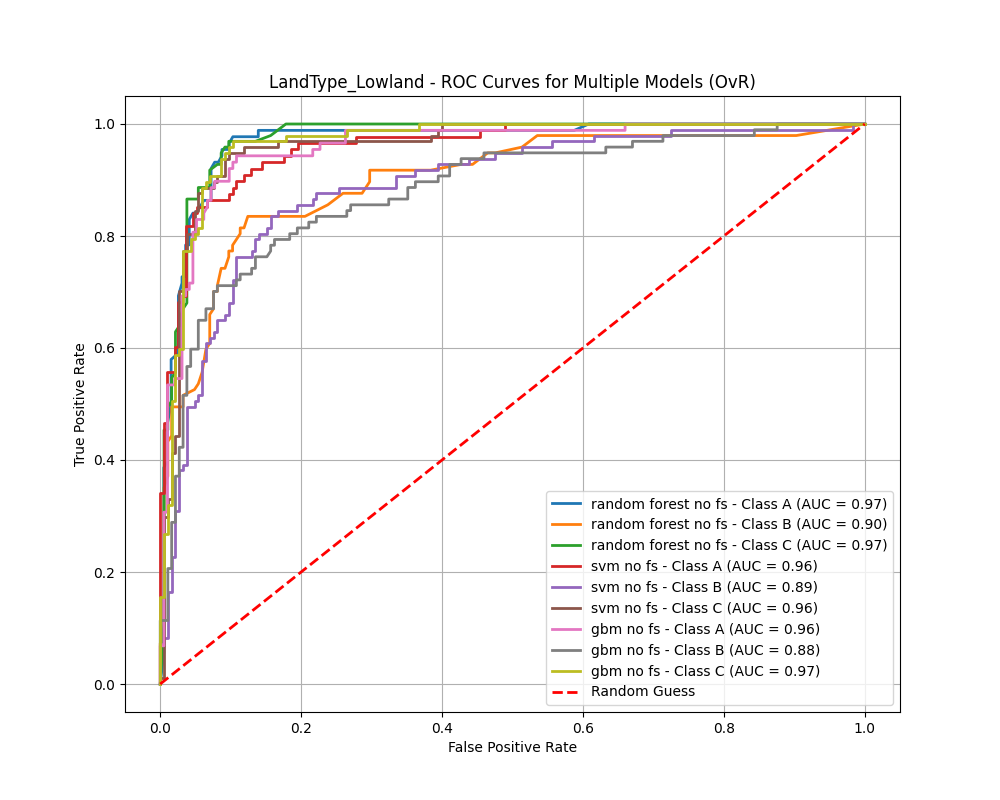 LandType_Lowland - ROC Curves for Multiple Models (OvR)
1.0
0.8
0.6
0.4
0.2
0.0
True Positive Rate
random forest no fs - Class A (AUC = 0.97)
random forest no fs - Class B (AUC = 0.90)
random forest no fs - Class C (AUC = 0.97)
svm no fs - Class A (AUC = 0.96)
svm no fs - Class B (AUC = 0.89)
svm no fs - Class C (AUC = 0.96)
gbm no fs - Class A (AUC = 0.96)
gbm no fs - Class B (AUC = 0.88)
gbm no fs - Class C (AUC = 0.97)
Random Guess
0.0 0.2 0.4 0.6 0.8 1.0
False Positive Rate